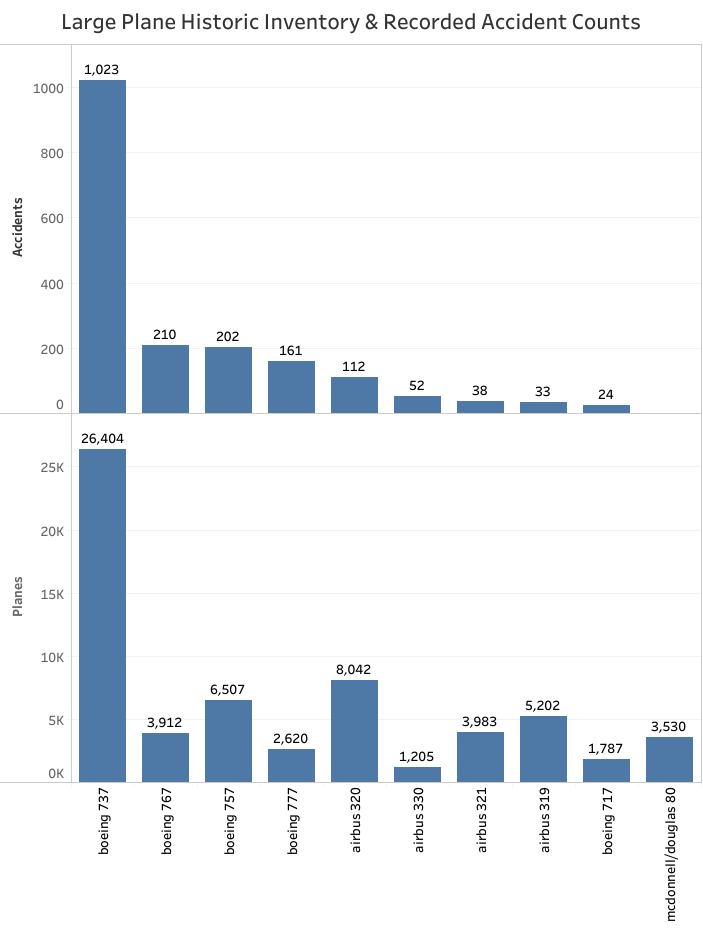 Large Plane Historic Inventory & Recorded Accident Counts
Accidents
1000
800
600
400
200
0
1,023
210
202
161
112
52
38
33
24
Planes
25K
20K
15K
10K
5K
0K
26,404
3,912
6,507
2,620
8,042
1,205
3,983
5,202
1,787
3,530
boeing 737
boeing 767
boeing 757
boeing 777
airbus 320
airbus 330
airbus 321
airbus 319
boeing 717
mcdonnell/douglas 80